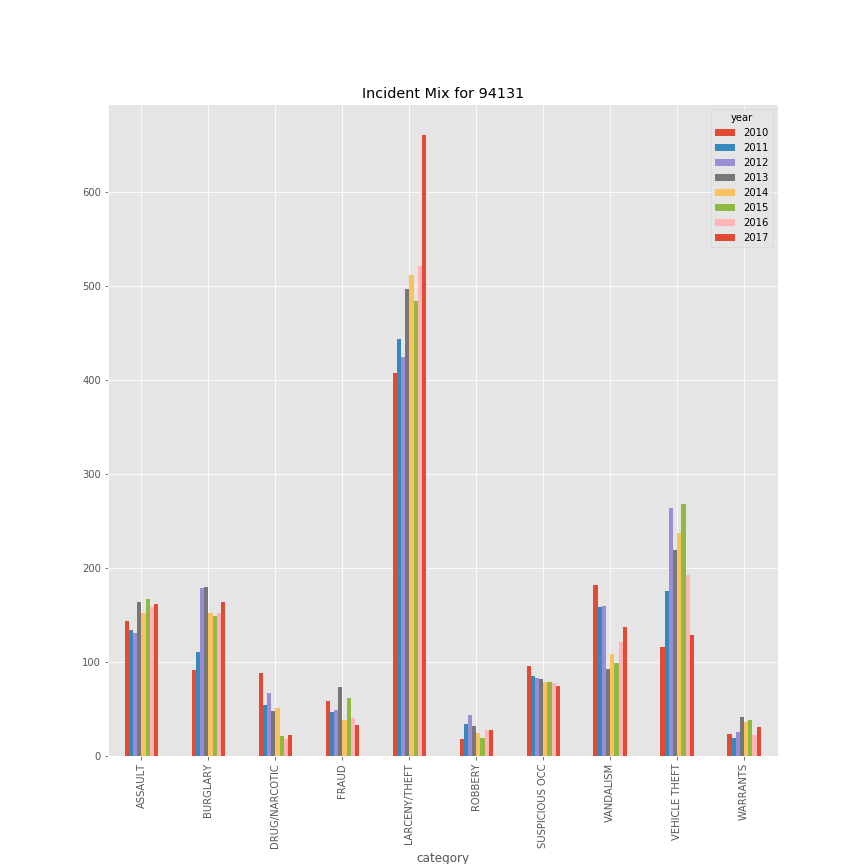 Incident Mix for 94131
year
2010
2011
2012
2013
2014
2015
2016
2017
600
500
400
300
200
100
0
ASSAULT
BURGLARY
DRUG/NARCOTIC
FRAUD
LARCENY/THEFT
ROBBERY
SUSPICIOUS OCC
VANDALISM
VEHICLE THEFT
WARRANTS
category